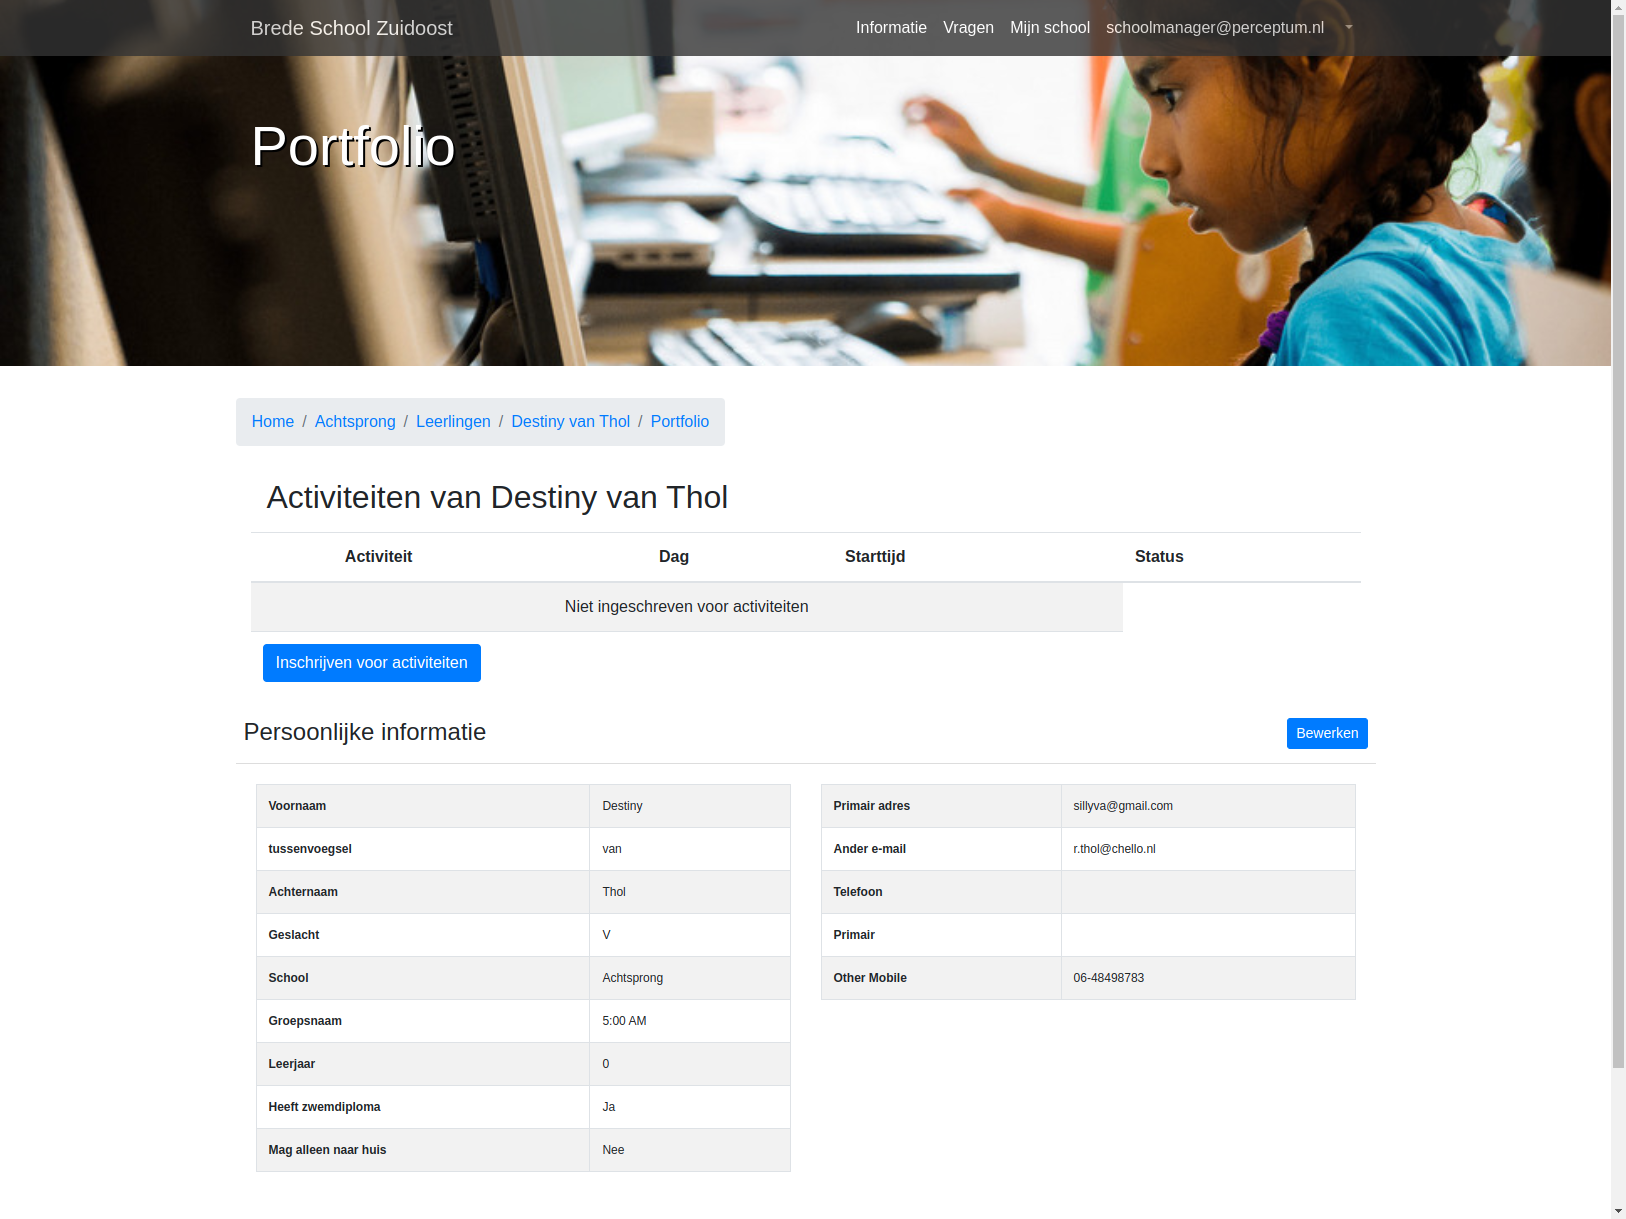 Brede School Zuidoost
Informatie Vragen Mijn school schoolmanager@perceptum.nl
Portfolio
Home / Achtsprong / Leerlingen / Destiny van Thol / Portfolio
Activiteiten van Destiny van Thol
Activiteit Dag Starttijd Status
Niet ingeschreven voor activiteiten
Inschrijven voor activiteiten
Persoonlijke informatie
Bewerken
Voornaam Destiny
tussenvoegsel van
Achternaam Thol
Geslacht V
School Achtsprong
Groepsnaam 5:00 AM
Leerjaar 0
Heeft zwemdiploma Ja
Mag alleen naar huis Nee
Primair adres sillyva@gmail.com
Ander e-mail r.thol@chello.nl
Telefoon
Primair
Other Mobile 06-48498783